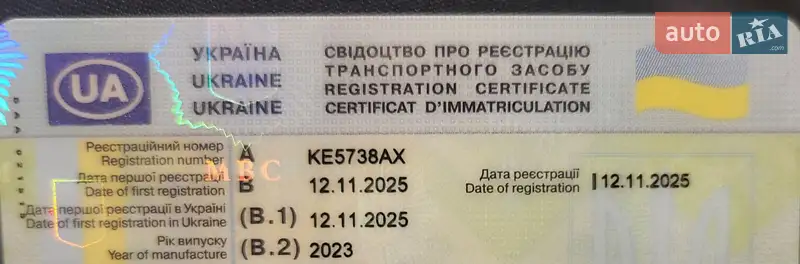 auto RIA.com
УКРАЇНА СВІДОЦТВО ПРО РЕЄСТРАЦІЮ
UA UKRAINE ТРАНСПОРТНОГО ЗАСОБУ
REGISTRATION CERTIFICATE
UKRAINE CERTIFICAT D'IMMATRICULATION
Реєстраційний номер
Registration number A KE5738AX
МВС
Дата першої реєстрації
Date of first registration B 12.11.2025
Дата реєстрації
Date of registration 12.11.2025
Дата першої реєстрації в Україні
Date of first registration in Ukraine (B.1) 12.11.2025
Рік випуску
Year of manufacture (B.2) 2023